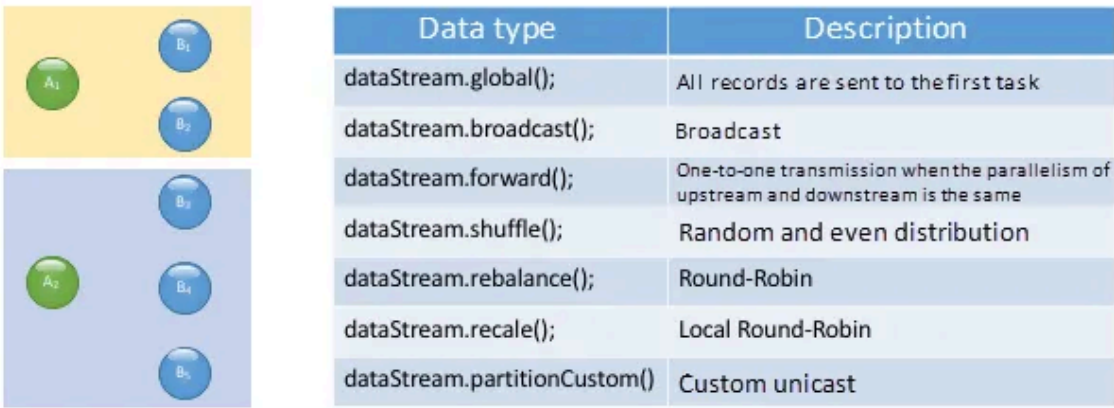 A₁
B₁
B₂
B₃
A₂
B₄
B₅
Data type
Description
dataStream.global();
All records are sent to the first task
dataStream.broadcast();
Broadcast
dataStream.forward();
One-to-one transmission when the parallelism of
upstream and downstream is the same
dataStream.shuffle();
Random and even distribution
dataStream.rebalance();
Round-Robin
dataStream.recale();
Local Round-Robin
dataStream.partitionCustom()
Custom unicast